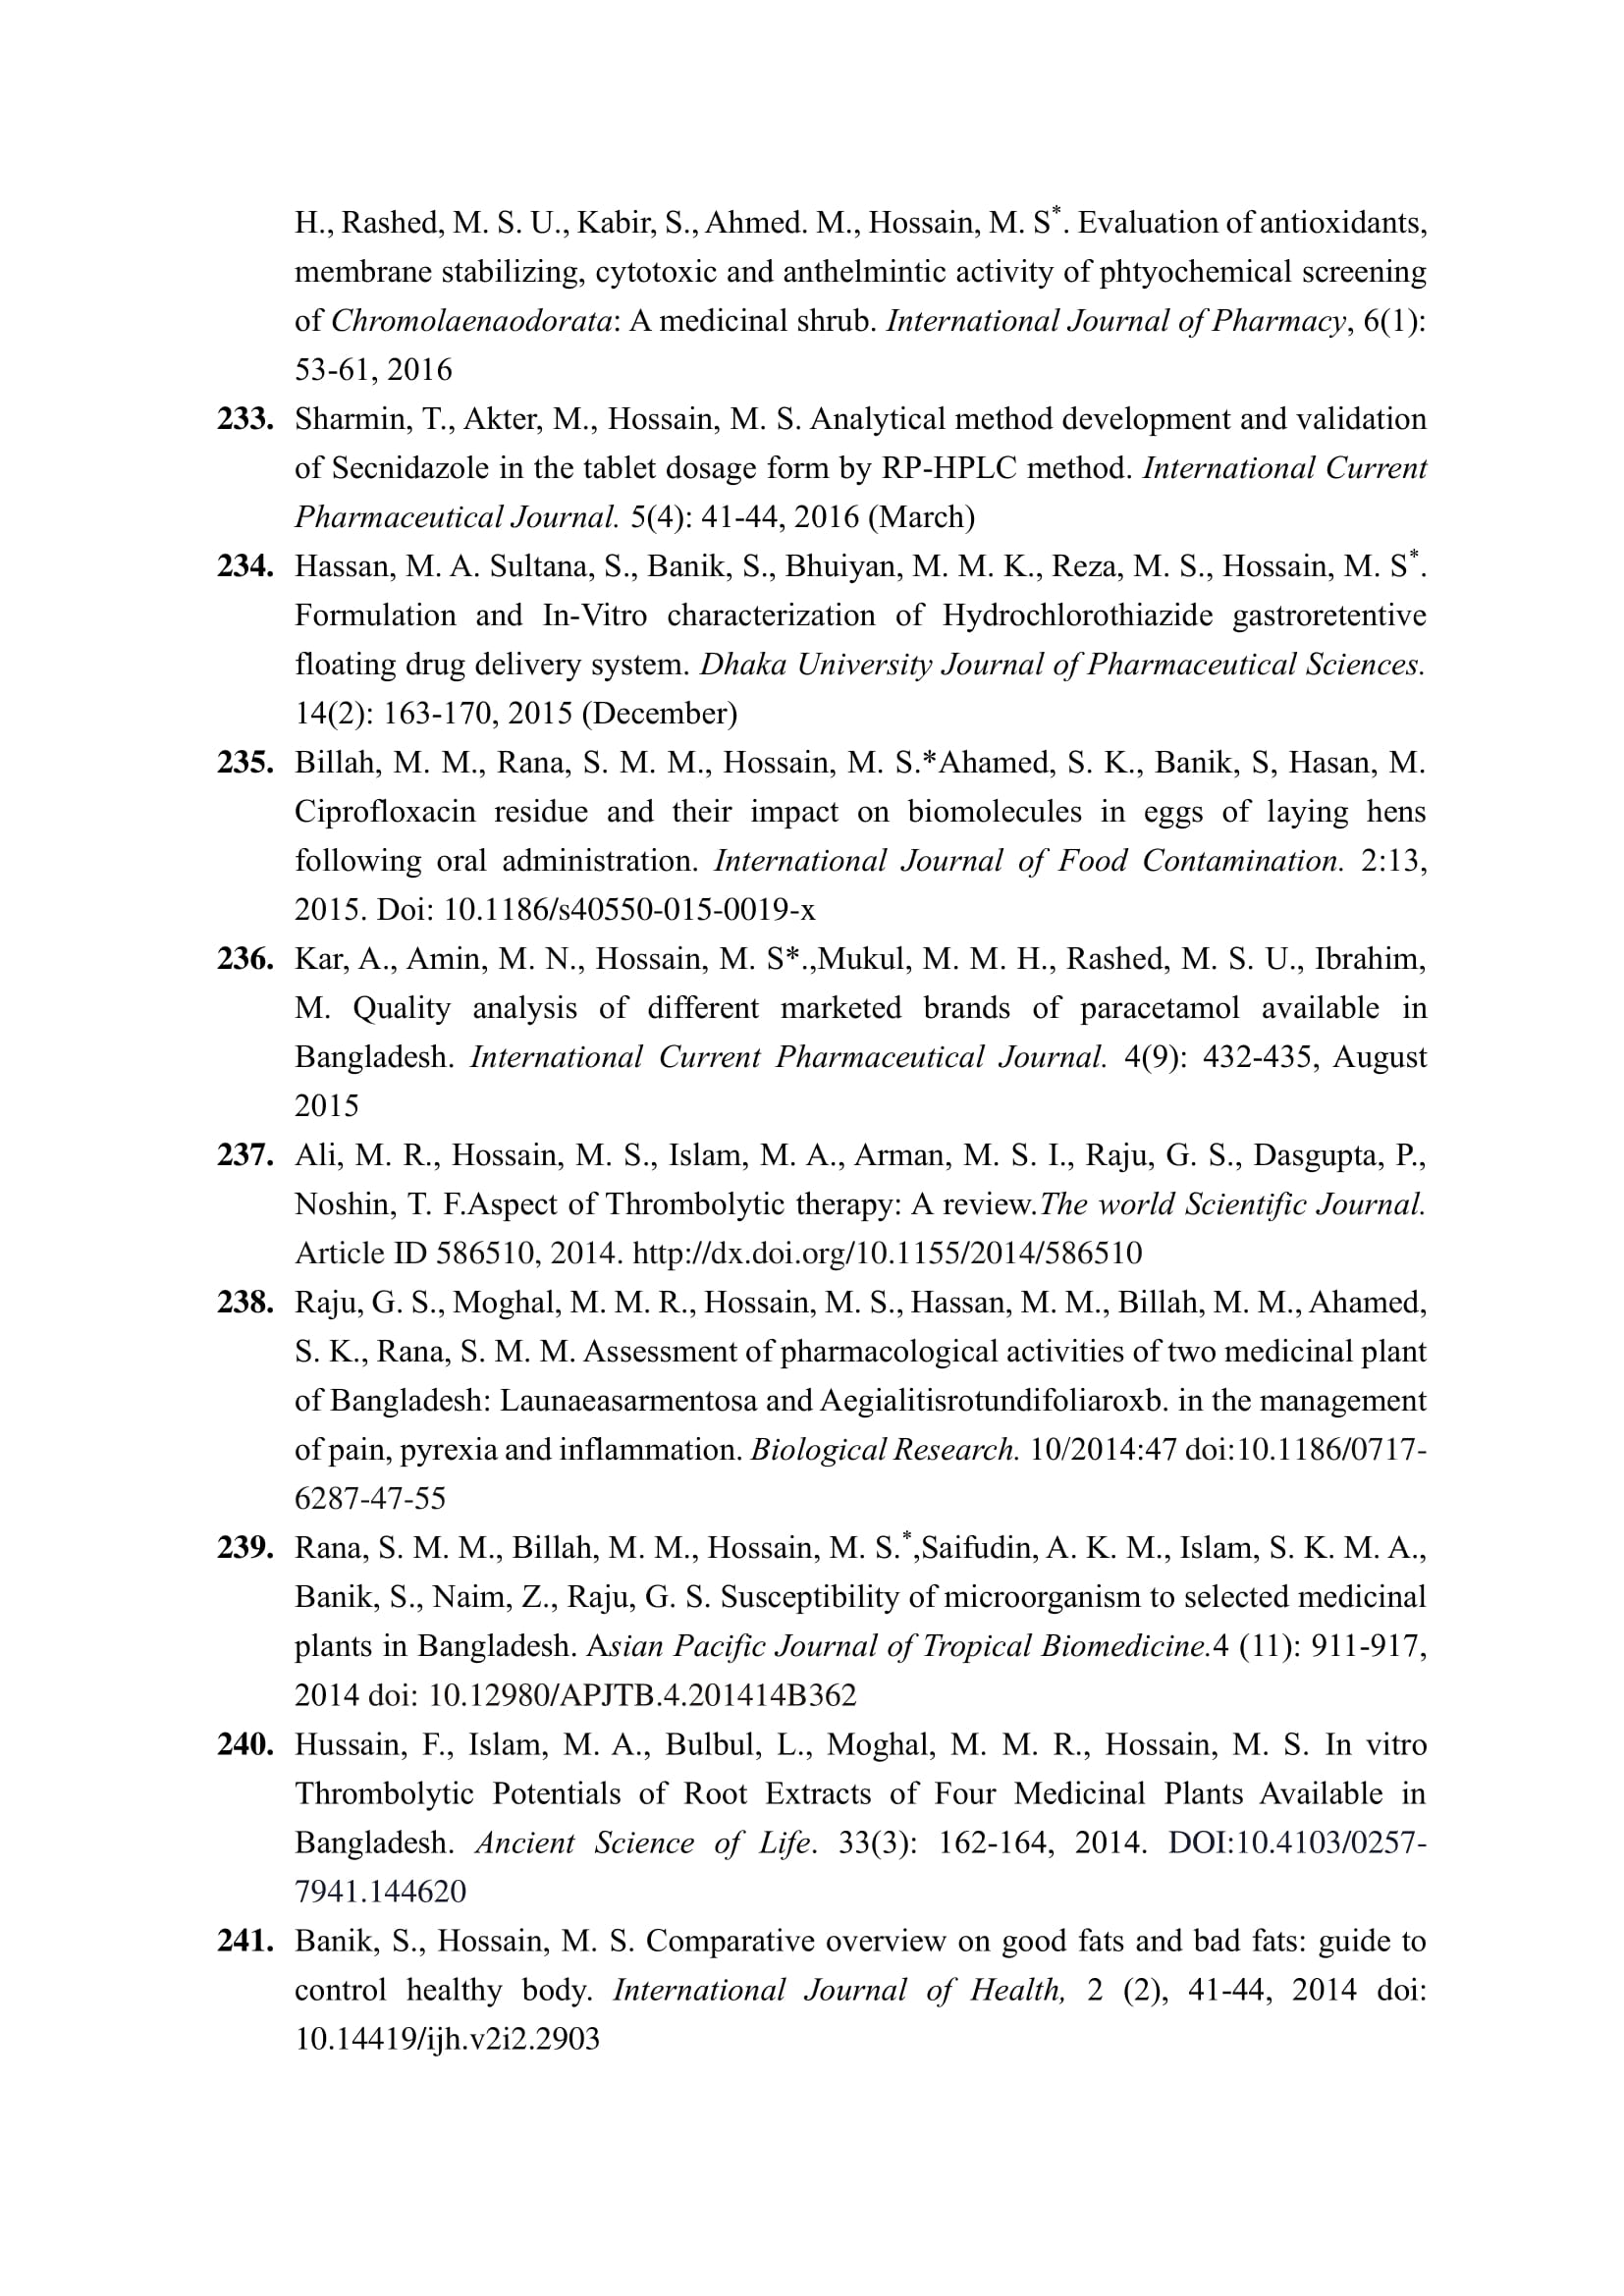 H., Rashed, M. S. U., Kabir, S., Ahmed. M., Hossain, M. S*. Evaluation of antioxidants,
membrane stabilizing, cytotoxic and anthelmintic activity of phtyochemical screening
of Chromolaenaodorata: A medicinal shrub. International Journal of Pharmacy, 6(1):
53-61, 2016
233. Sharmin, T., Akter, M., Hossain, M. S. Analytical method development and validation
of Secnidazole in the tablet dosage form by RP-HPLC method. International Current
Pharmaceutical Journal. 5(4): 41-44, 2016 (March)
234. Hassan, M. A. Sultana, S., Banik, S., Bhuiyan, M. M. K., Reza, M. S., Hossain, M. S*.
Formulation and In-Vitro characterization of Hydrochlorothiazide gastroretentive
floating drug delivery system. Dhaka University Journal of Pharmaceutical Sciences.
14(2): 163-170, 2015 (December)
235. Billah, M. M., Rana, S. M. M., Hossain, M. S.*Ahamed, S. K., Banik, S, Hasan, M.
Ciprofloxacin residue and their impact on biomolecules in eggs of laying hens
following oral administration. International Journal of Food Contamination. 2:13,
2015. Doi: 10.1186/s40550-015-0019-x
236. Kar, A., Amin, M. N., Hossain, M. S*.,Mukul, M. M. H., Rashed, M. S. U., Ibrahim,
M. Quality analysis of different marketed brands of paracetamol available in
Bangladesh. International Current Pharmaceutical Journal. 4(9): 432-435, August
2015
237. Ali, M. R., Hossain, M. S., Islam, M. A., Arman, M. S. I., Raju, G. S., Dasgupta, P.,
Noshin, T. F.Aspect of Thrombolytic therapy: A review.The world Scientific Journal.
Article ID 586510, 2014. http://dx.doi.org/10.1155/2014/586510
238. Raju, G. S., Moghal, M. M. R., Hossain, M. S., Hassan, M. M., Billah, M. M., Ahamed,
S. K., Rana, S. M. M. Assessment of pharmacological activities of two medicinal plant
of Bangladesh: Launaeasarmentosa and Aegialitisrotundifoliaroxb. in the management
of pain, pyrexia and inflammation. Biological Research. 10/2014:47 doi:10.1186/0717-
6287-47-55
239. Rana, S. M. M., Billah, M. M., Hossain, M. S.*,Saifudin, A. K. M., Islam, S. K. M. A.,
Banik, S., Naim, Z., Raju, G. S. Susceptibility of microorganism to selected medicinal
plants in Bangladesh. Asian Pacific Journal of Tropical Biomedicine.4 (11): 911-917,
2014 doi: 10.12980/APJTB.4.201414B362
240. Hussain, F., Islam, M. A., Bulbul, L., Moghal, M. M. R., Hossain, M. S. In vitro
Thrombolytic Potentials of Root Extracts of Four Medicinal Plants Available in
Bangladesh. Ancient Science of Life. 33(3): 162-164, 2014. DOI:10.4103/0257-
7941.144620
241. Banik, S., Hossain, M. S. Comparative overview on good fats and bad fats: guide to
control healthy body. International Journal of Health, 2 (2), 41-44, 2014 doi:
10.14419/ijh.v2i2.2903